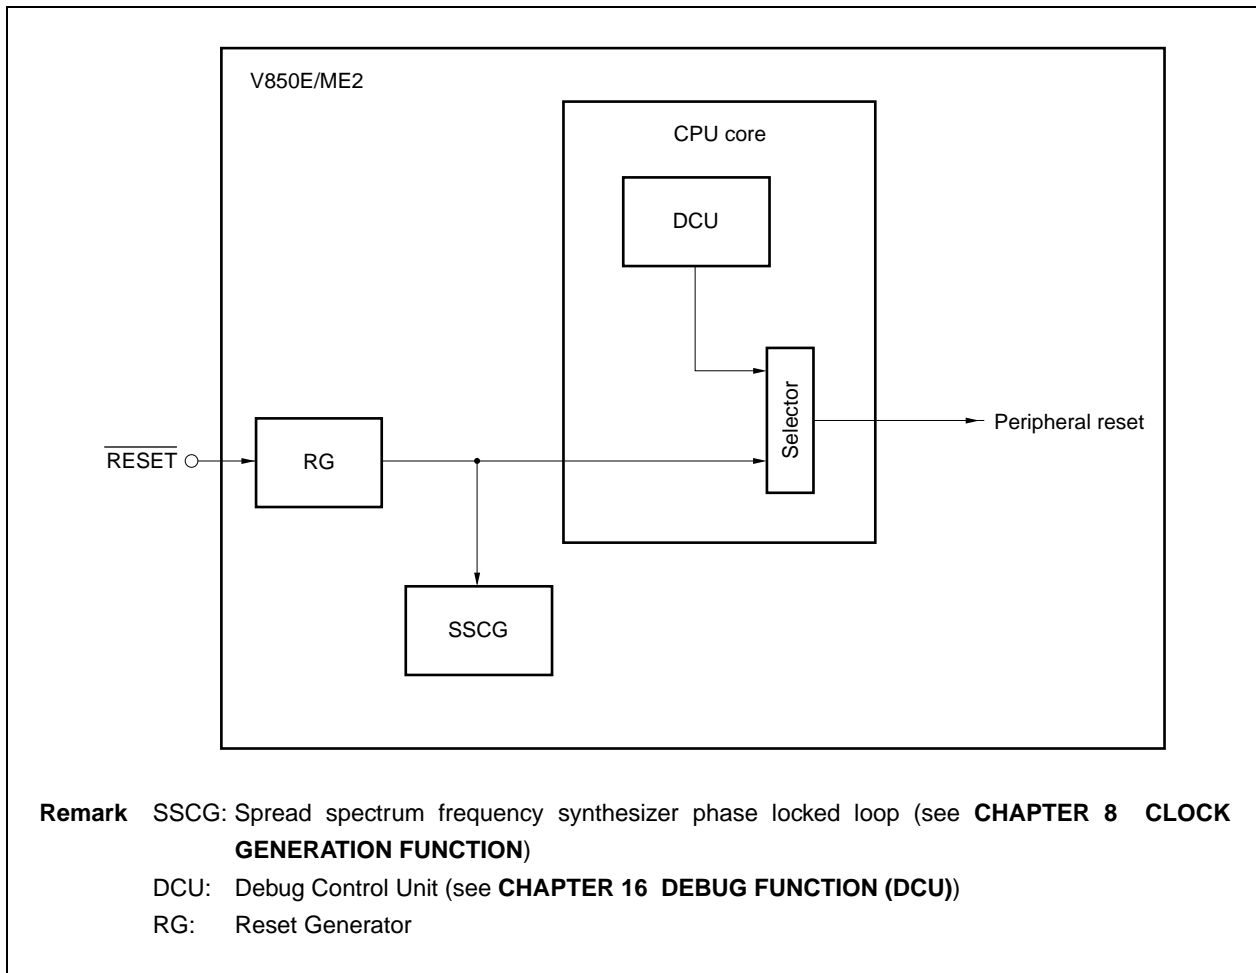 V850E/ME2
CPU core
DCU
Selector
Peripheral reset
RESET
RG
SSCG
Remark SSCG: Spread spectrum frequency synthesizer phase locked loop (see CHAPTER 8 CLOCK
GENERATION FUNCTION)
DCU: Debug Control Unit (see CHAPTER 16 DEBUG FUNCTION (DCU))
RG: Reset Generator